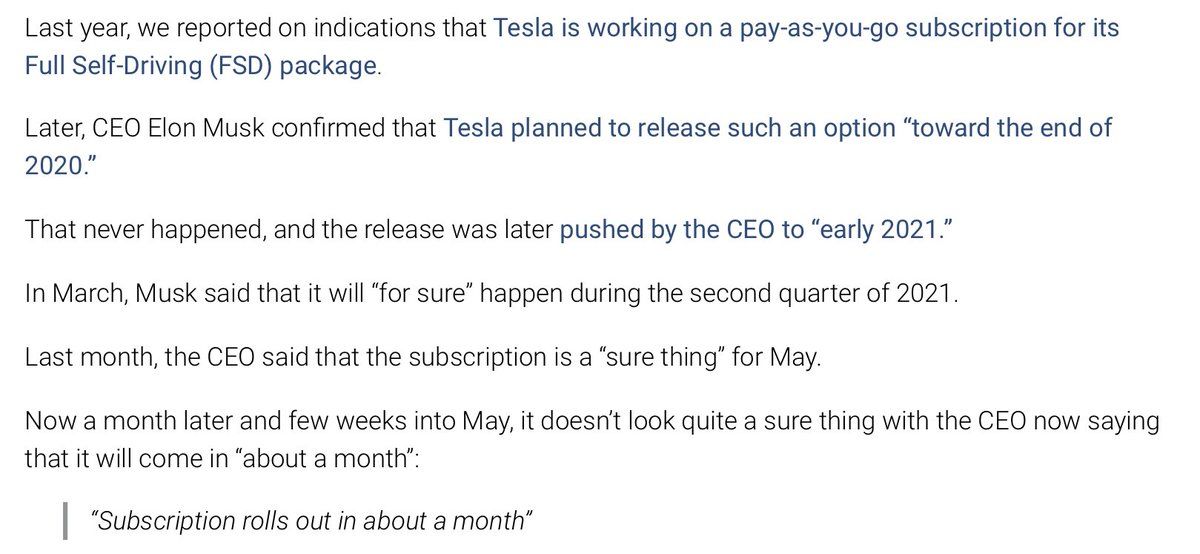 Last year, we reported on indications that Tesla is working on a pay-as-you-go subscription for its
Full Self-Driving (FSD) package.
Later, CEO Elon Musk confirmed that Tesla planned to release such an option “toward the end of
2020.”
That never happened, and the release was later pushed by the CEO to “early 2021.”
In March, Musk said that it will “for sure” happen during the second quarter of 2021.
Last month, the CEO said that the subscription is a “sure thing” for May.
Now a month later and few weeks into May, it doesn’t look quite a sure thing with the CEO now saying
that it will come in “about a month”:
“Subscription rolls out in about a month”